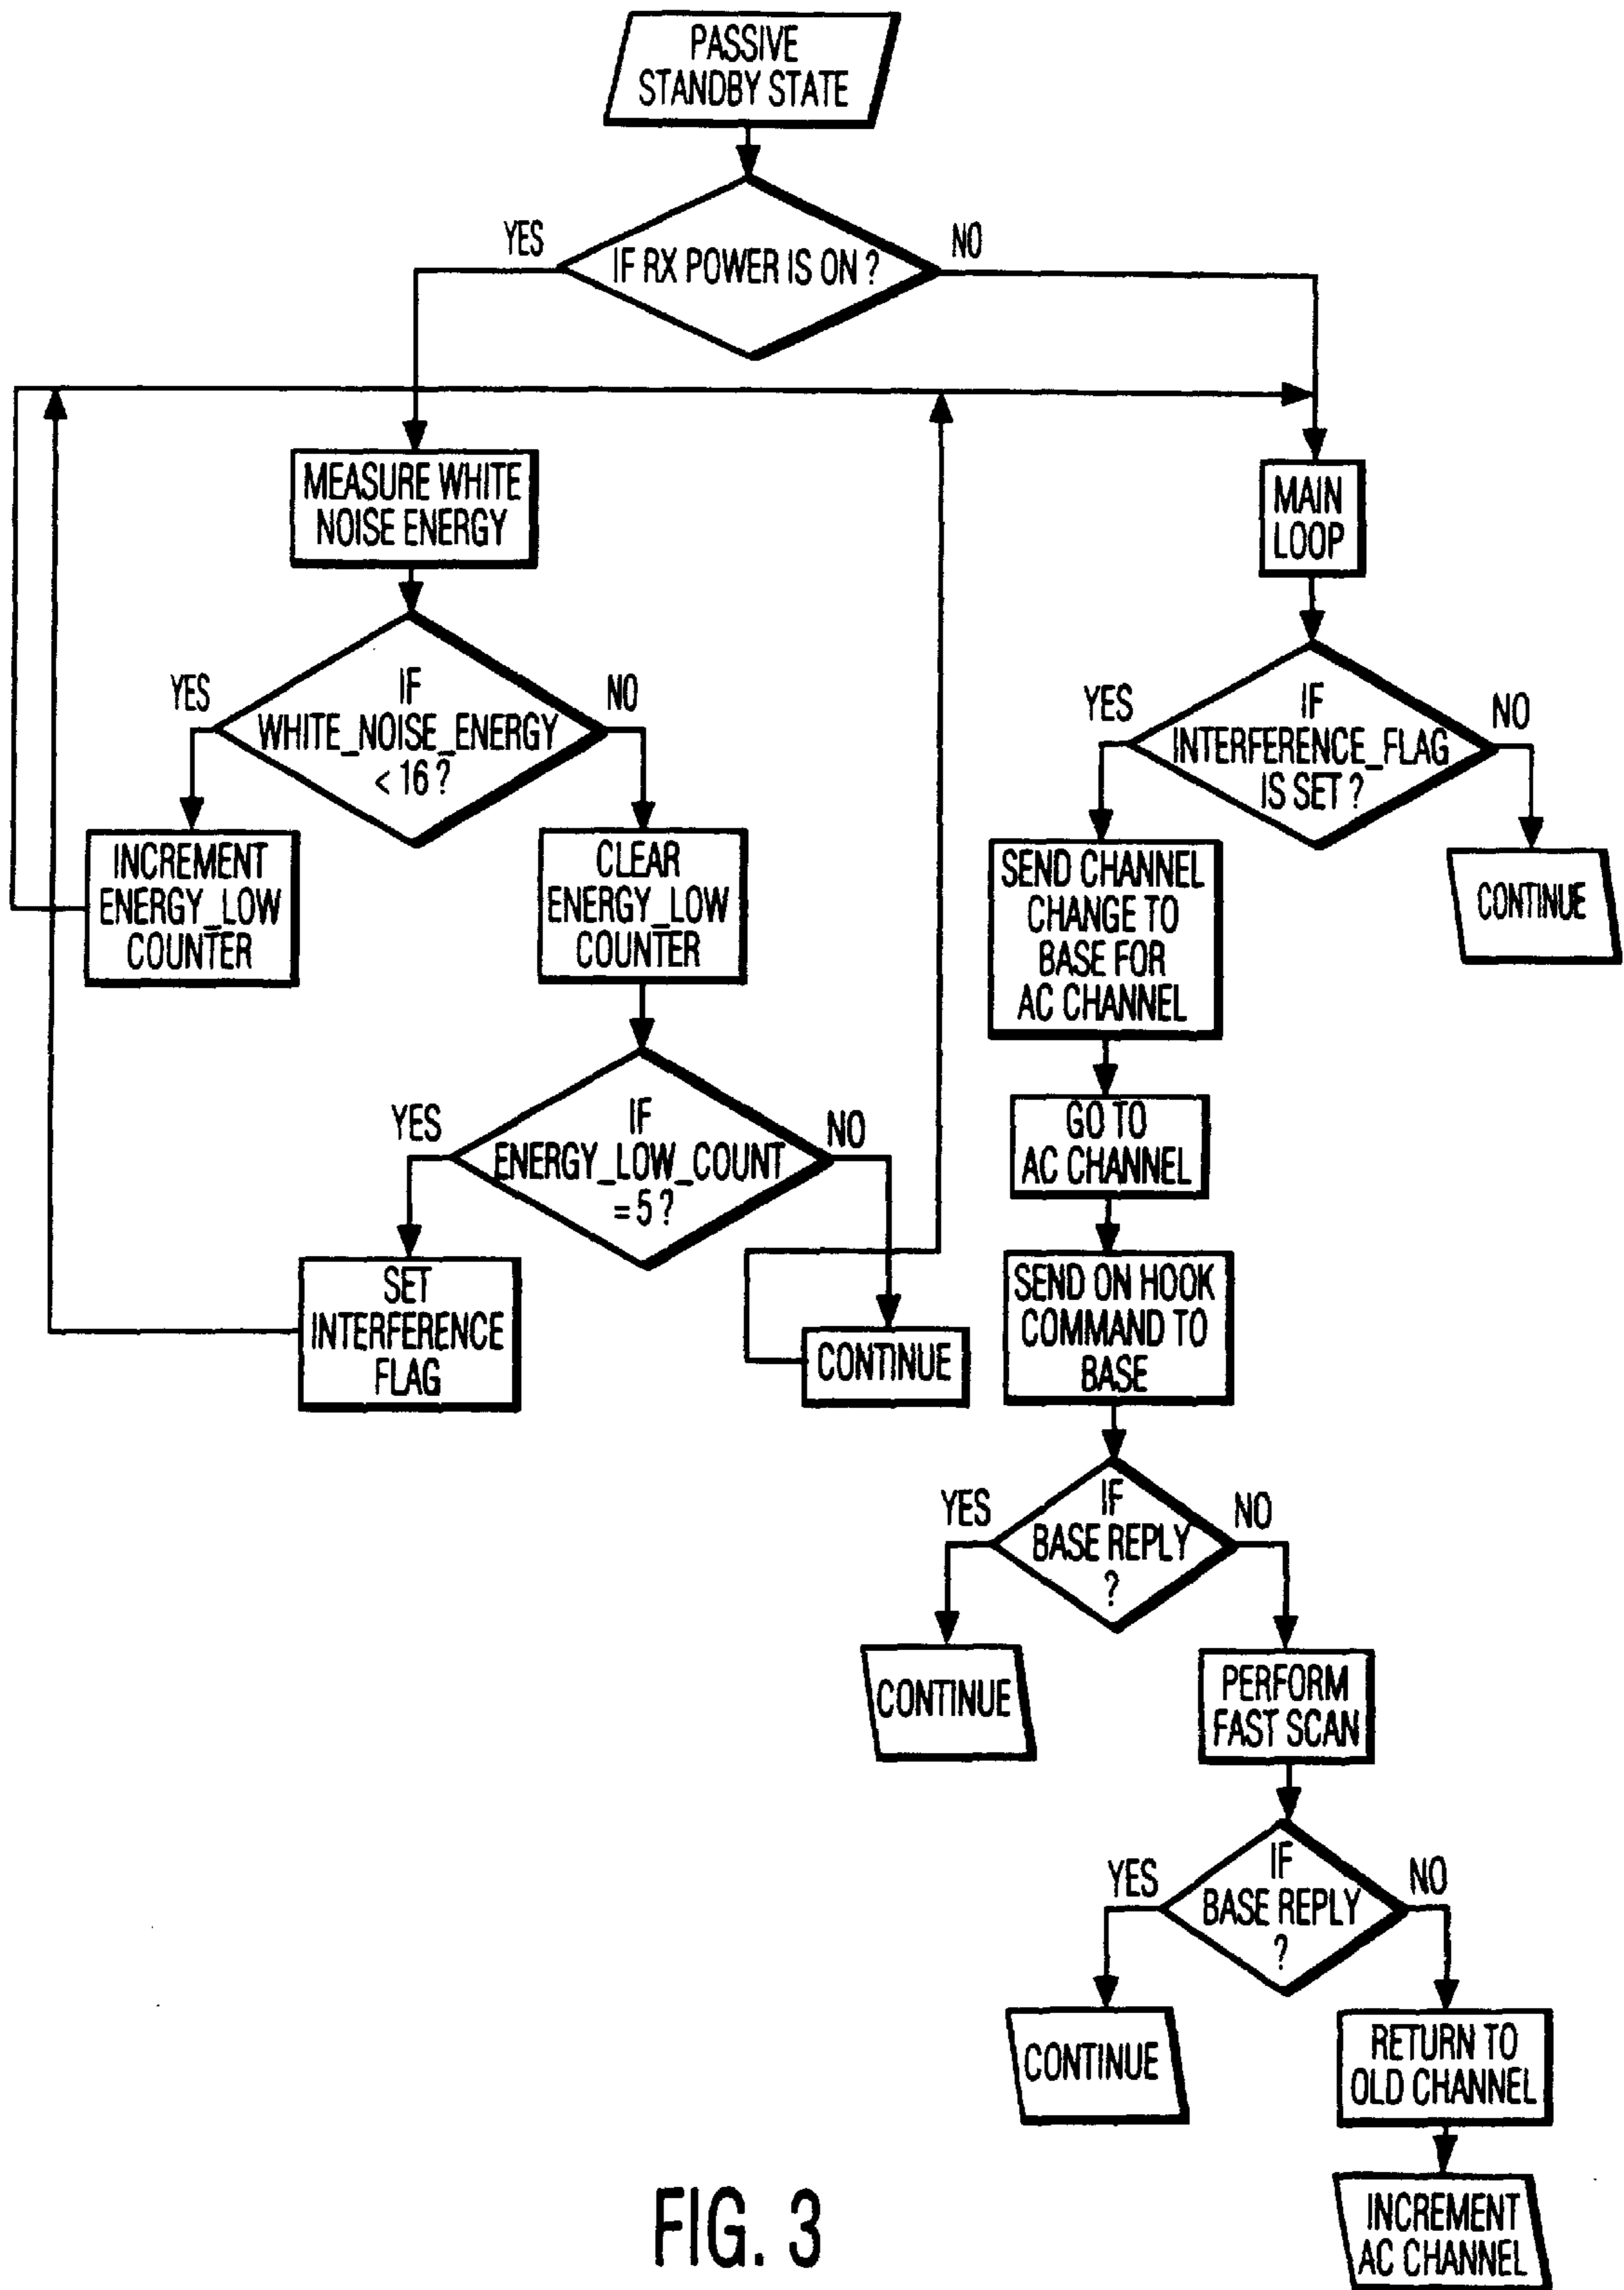 PASSIVE
STANDBY STATE
IF RX POWER IS ON ?
YES
NO
MEASURE WHITE
NOISE ENERGY
IF
WHITE_NOISE_ENERGY
< 16 ?
YES
NO
INCREMENT
ENERGY_LOW
COUNTER
CLEAR
ENERGY_LOW
COUNTER
IF
ENERGY_LOW_COUNT
= 5 ?
YES
NO
SET
INTERFERENCE
FLAG
CONTINUE
MAIN
LOOP
IF
INTERFERENCE_FLAG
IS SET ?
YES
NO
CONTINUE
SEND CHANNEL
CHANGE TO
BASE FOR
AC CHANNEL
GO TO
AC CHANNEL
SEND ON HOOK
COMMAND TO
BASE
IF
BASE REPLY
?
YES
NO
CONTINUE
PERFORM
FAST SCAN
IF
BASE REPLY
?
YES
NO
CONTINUE
RETURN TO
OLD CHANNEL
INCREMENT
AC CHANNEL
FIG. 3